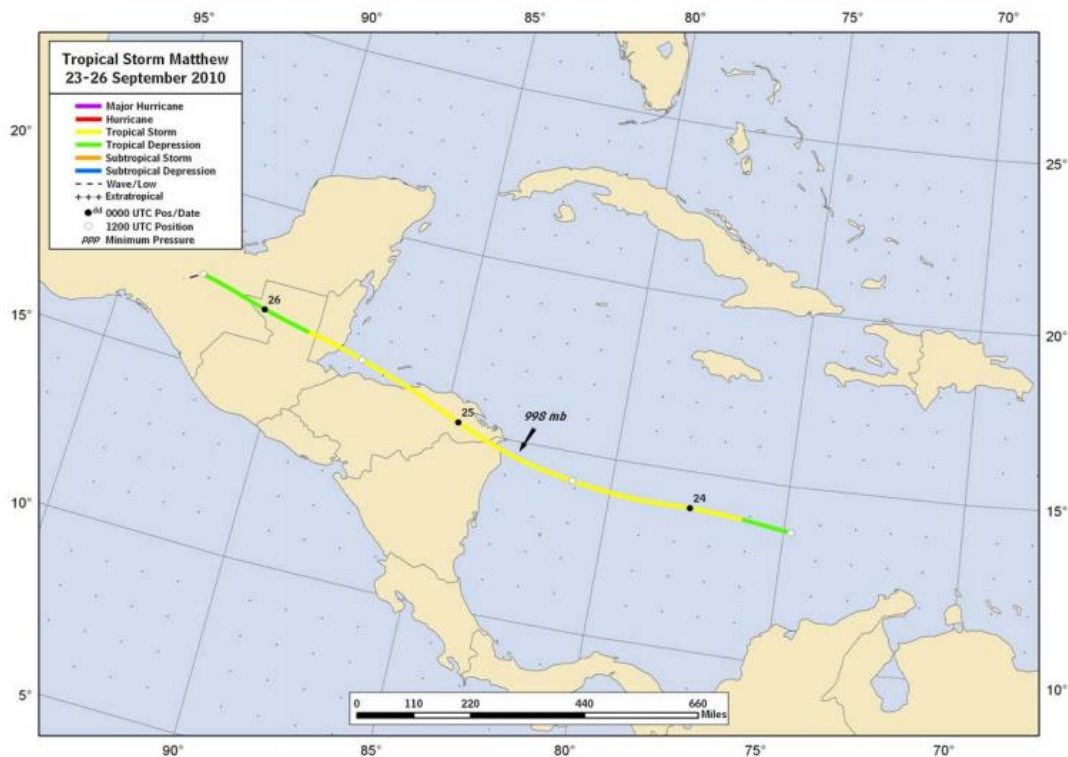 95° 90° 85° 80° 75° 70°
Tropical Storm Matthew
23-26 September 2010
Major Hurricane
Hurricane
Tropical Storm
Tropical Depression
Subtropical Storm
Subtropical Depression
Wave/Low
++++ Extratropical
dd 0000 UTC Pos/Date
1200 UTC Position
ppp Minimum Pressure
20°
25°
26
15°
20°
25
998 mb
24
10°
15°
5°
10°
0 110 220 440 660
Miles
90° 85° 80° 75° 70°